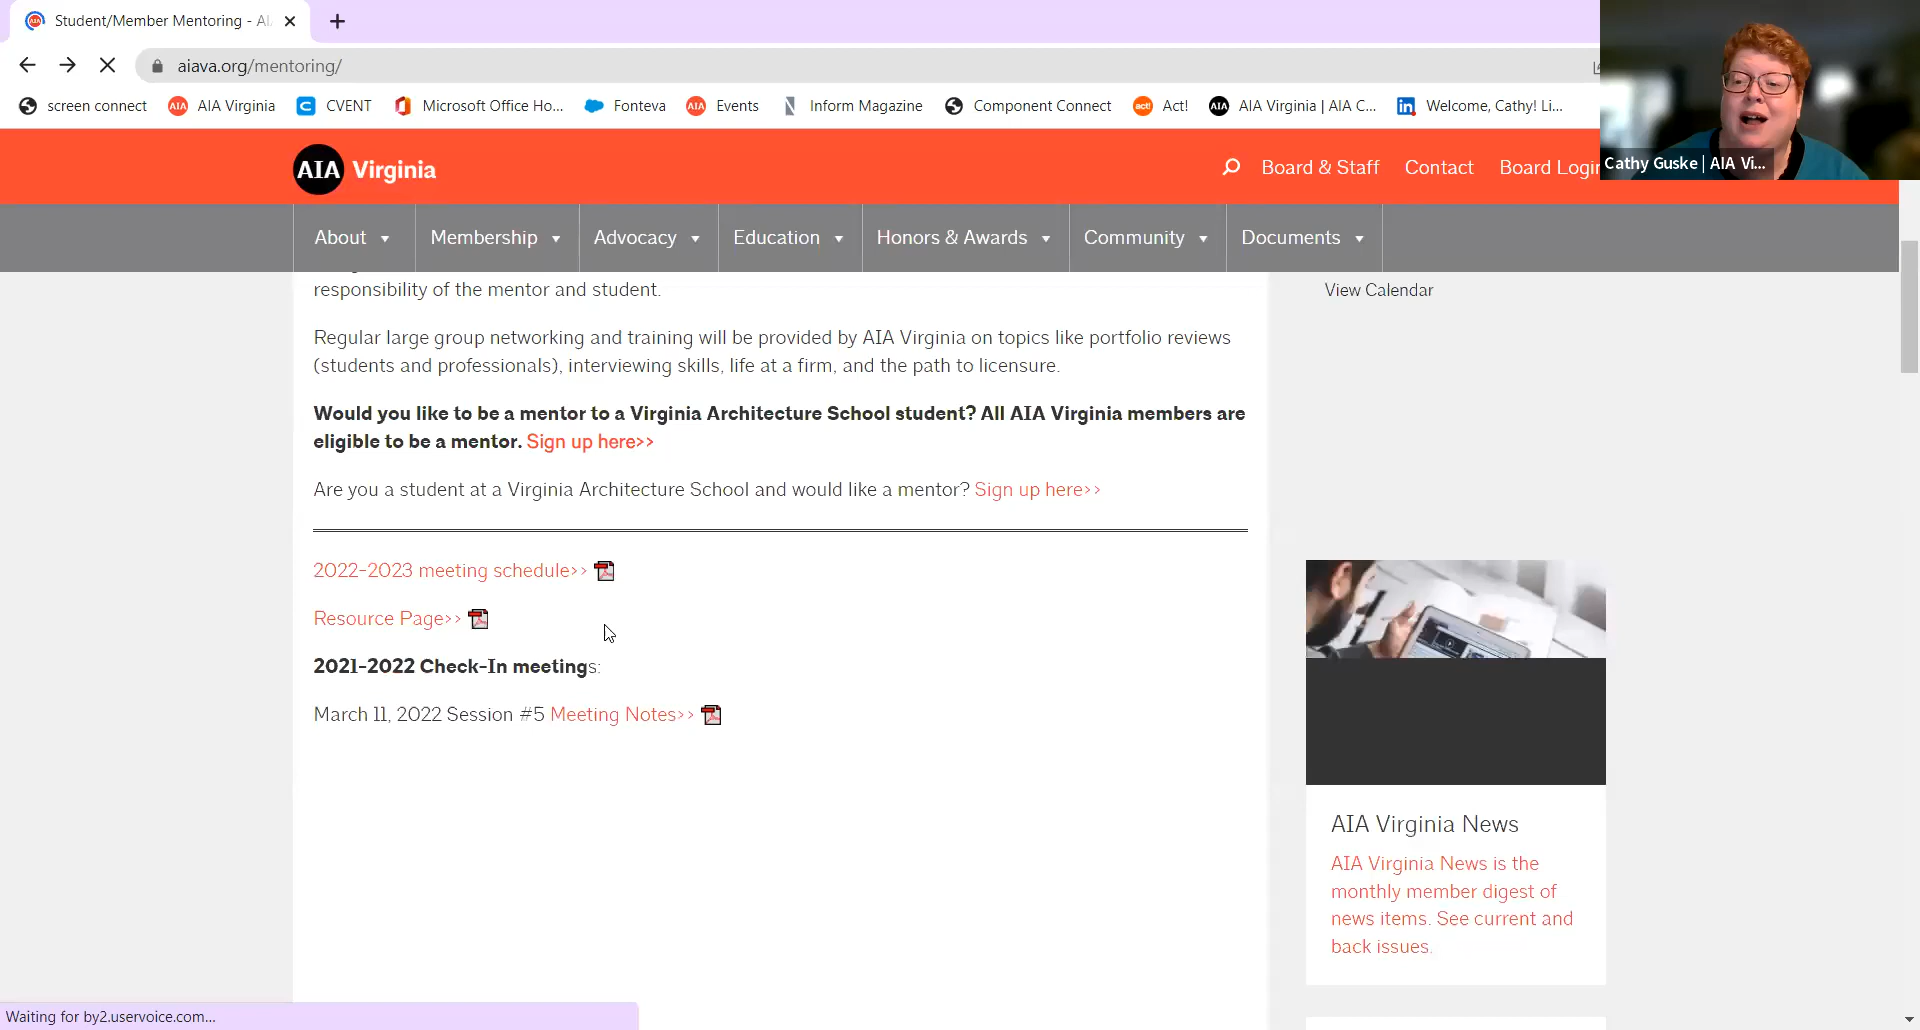 Student/Member Mentoring - AI
aiava.org/mentoring/
screen connect
AIA Virginia
CVENT
Microsoft Office Ho...
Fonteva
Events
Inform Magazine
Component Connect
Act!
AIA Virginia | AIA C...
Welcome, Cathy! Li...
Cathy Guske | AIA Vi...
AIA Virginia
Board & Staff
Contact
Board Login
About
Membership
Advocacy
Education
Honors & Awards
Community
Documents
responsibility of the mentor and student.
Regular large group networking and training will be provided by AIA Virginia on topics like portfolio reviews
(students and professionals), interviewing skills, life at a firm, and the path to licensure.
Would you like to be a mentor to a Virginia Architecture School student? All AIA Virginia members are
eligible to be a mentor. Sign up here>>
Are you a student at a Virginia Architecture School and would like a mentor? Sign up here>>
2022-2023 meeting schedule>>
Resource Page>>
2021-2022 Check-In meetings:
March 11, 2022 Session #5 Meeting Notes>>
View Calendar
AIA Virginia News
AIA Virginia News is the
monthly member digest of
news items. See current and
back issues.
Waiting for by2.uservoice.com...